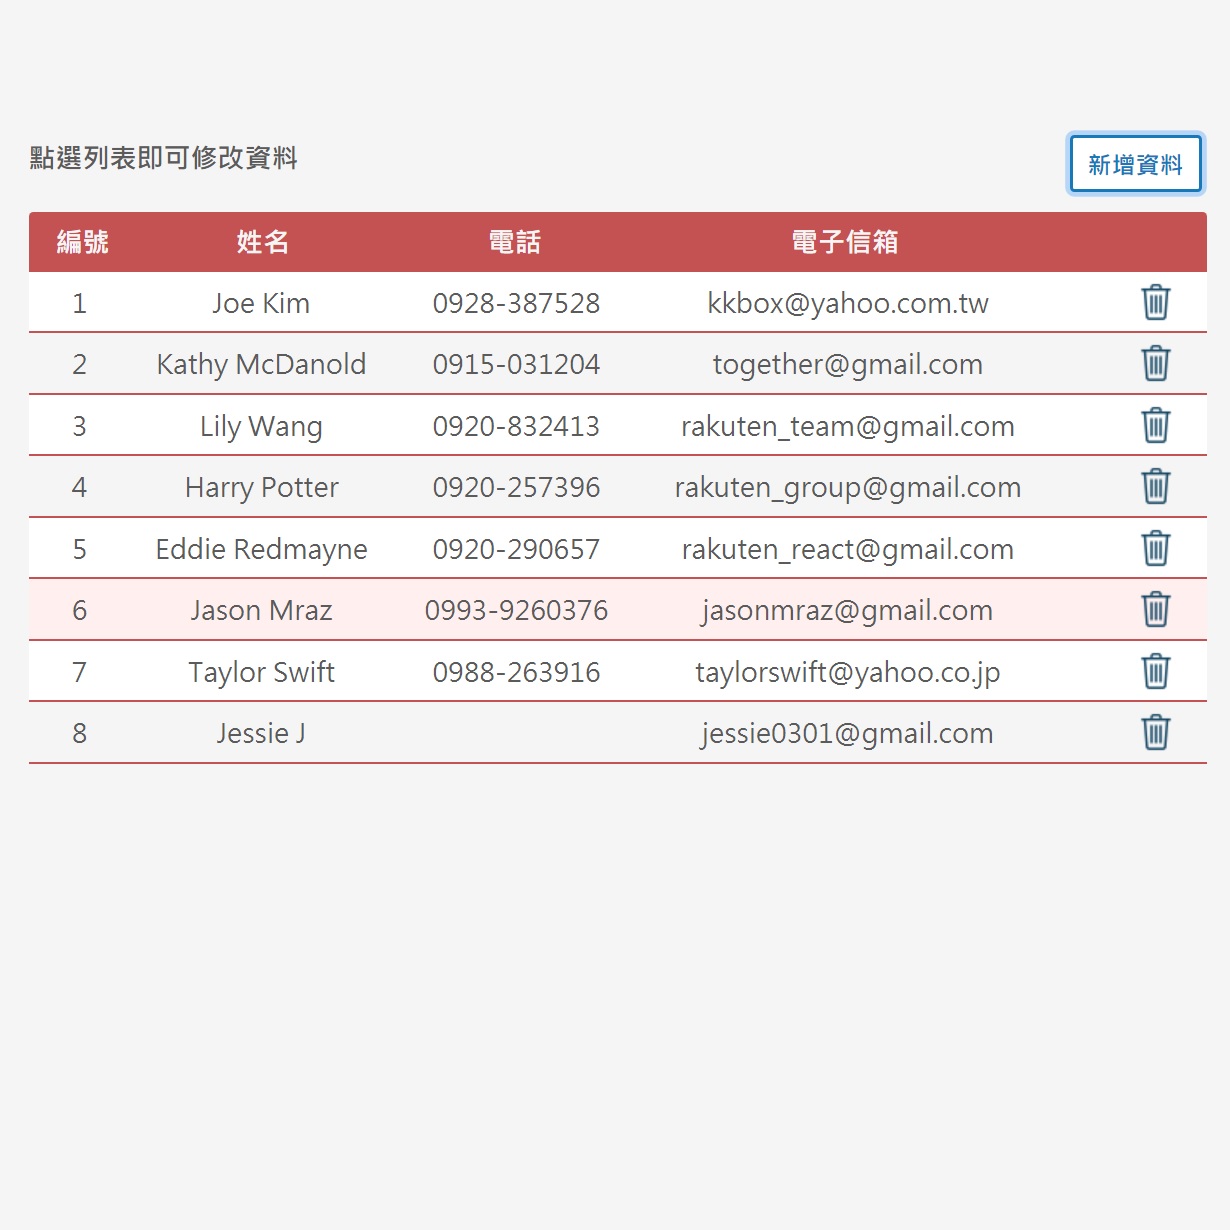 點選列表即可修改資料
新增資料
編號 姓名 電話 電子信箱
1 Joe Kim 0928-387528 kkbox@yahoo.com.tw
2 Kathy McDanold 0915-031204 together@gmail.com
3 Lily Wang 0920-832413 rakuten_team@gmail.com
4 Harry Potter 0920-257396 rakuten_group@gmail.com
5 Eddie Redmayne 0920-290657 rakuten_react@gmail.com
6 Jason Mraz 0993-9260376 jasonmraz@gmail.com
7 Taylor Swift 0988-263916 taylorswift@yahoo.co.jp
8 Jessie J jessie0301@gmail.com